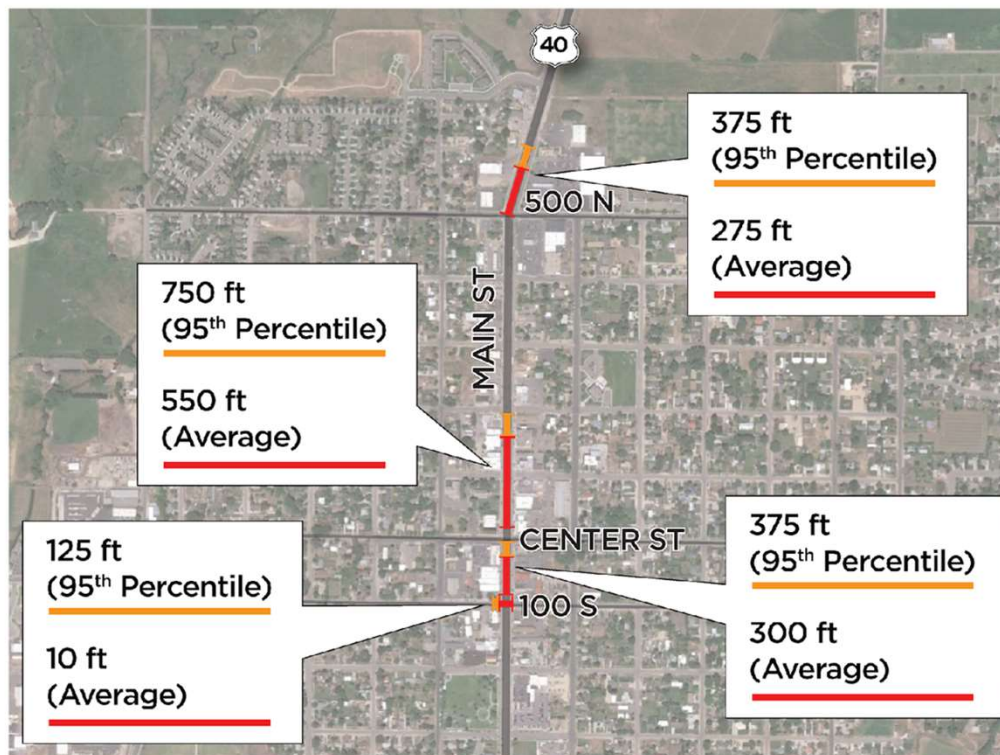 40
375 ft
(95th Percentile)
275 ft
(Average)
500 N
MAIN ST
750 ft
(95th Percentile)
550 ft
(Average)
CENTER ST
375 ft
(95th Percentile)
300 ft
(Average)
125 ft
(95th Percentile)
10 ft
(Average)
100 S